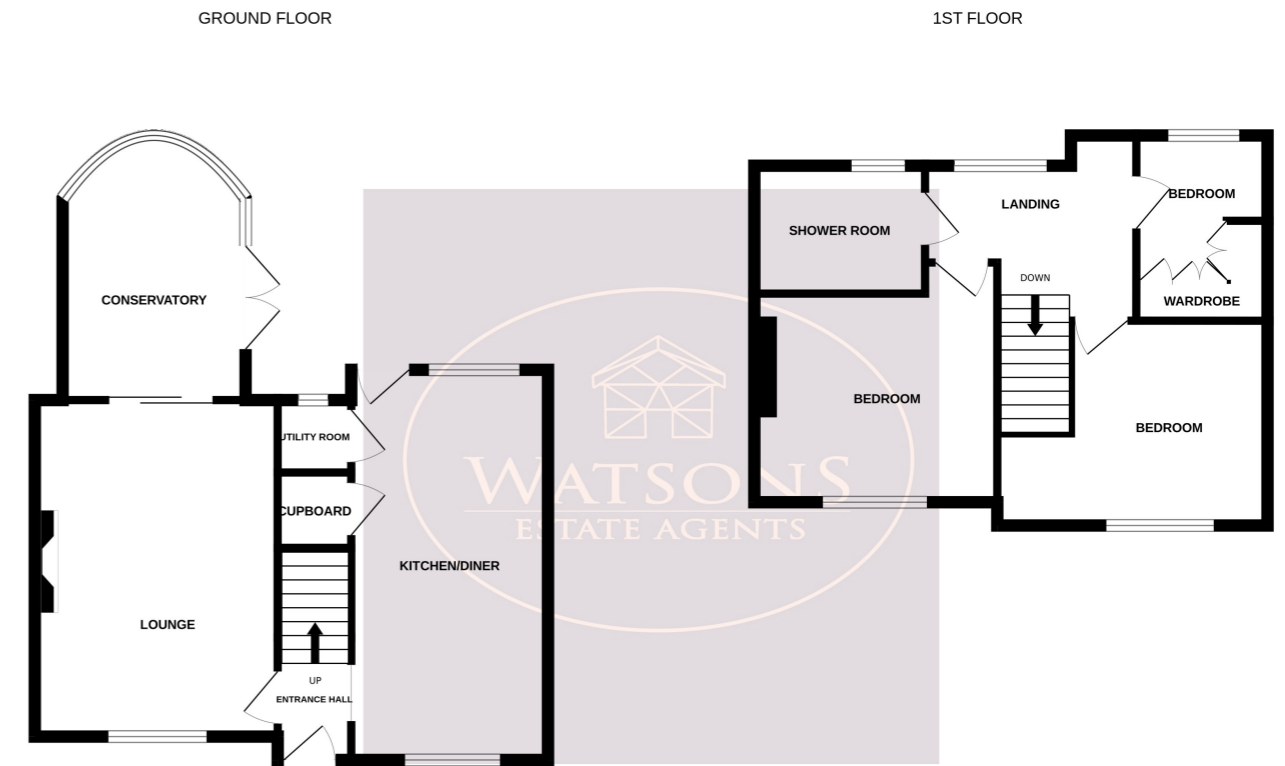 GROUND FLOOR
1ST FLOOR
CONSERVATORY
UTILITY ROOM
CUPBOARD
KITCHEN/DINER
LOUNGE
UP
ENTRANCE HALL
SHOWER ROOM
LANDING
BEDROOM
DOWN
WARDROBE
BEDROOM
BEDROOM
WATSONS
ESTATE AGENTS